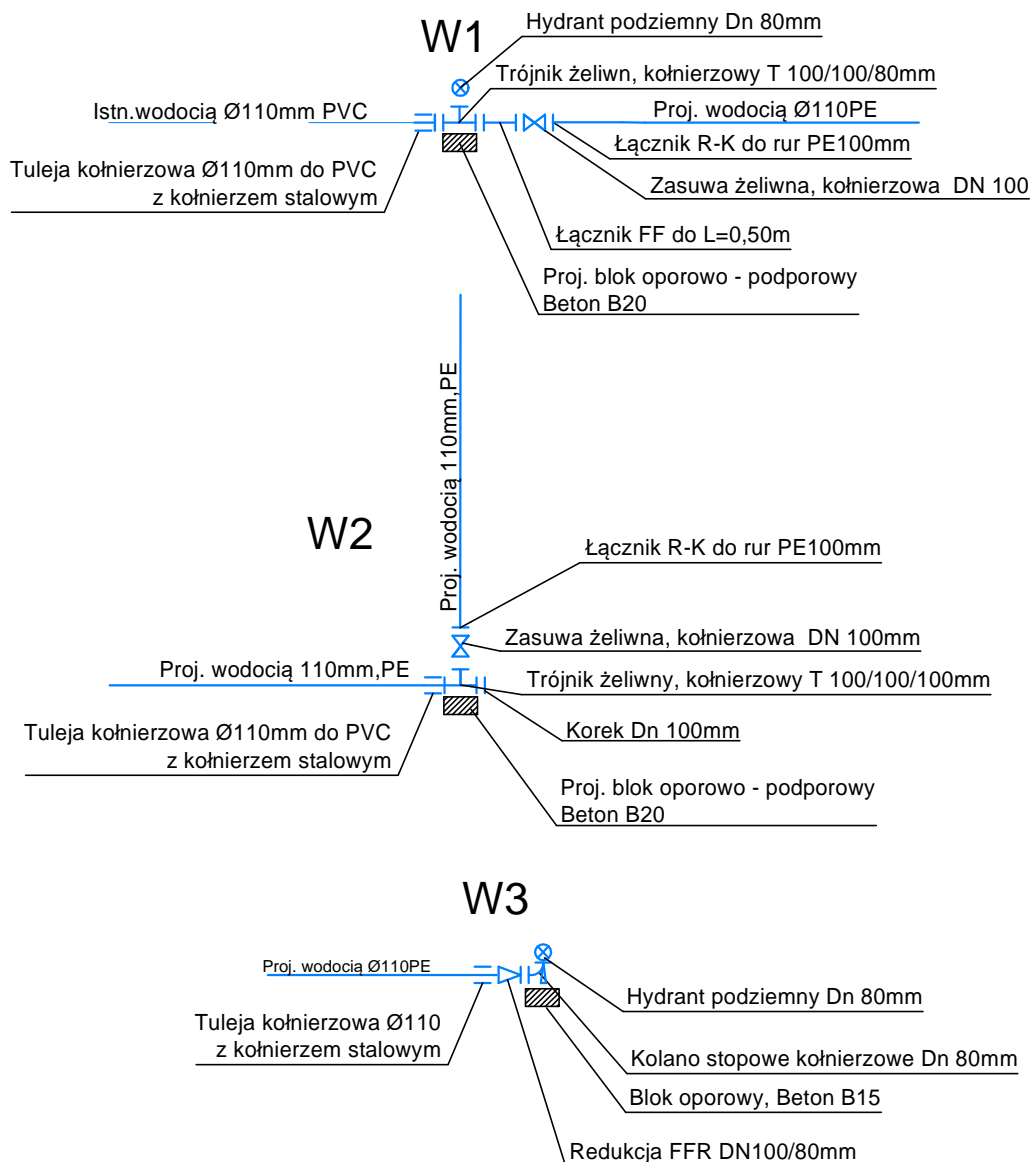 W1
Hydrant podziemny Dn 80mm
Trójnik żeliwn, kołnierzowy T 100/100/80mm
Istn.wodocią Ø110mm PVC
Proj. wodocią Ø110PE
Łącznik R-K do rur PE100mm
Tuleja kołnierzowa Ø110mm do PVC
z kołnierzem stalowym
Zasuwa żeliwna, kołnierzowa DN 100
Łącznik FF do L=0,50m
Proj. blok oporowo - podporowy
Beton B20
Proj. wodocią 110mm,PE
W2
Łącznik R-K do rur PE100mm
Zasuwa żeliwna, kołnierzowa DN 100mm
Proj. wodocią 110mm,PE
Trójnik żeliwny, kołnierzowy T 100/100/100mm
Tuleja kołnierzowa Ø110mm do PVC
z kołnierzem stalowym
Korek Dn 100mm
Proj. blok oporowo - podporowy
Beton B20
W3
Proj. wodocią Ø110PE
Hydrant podziemny Dn 80mm
Tuleja kołnierzowa Ø110
z kołnierzem stalowym
Kolano stopowe kołnierzowe Dn 80mm
Blok oporowy, Beton B15
Redukcja FFR DN100/80mm